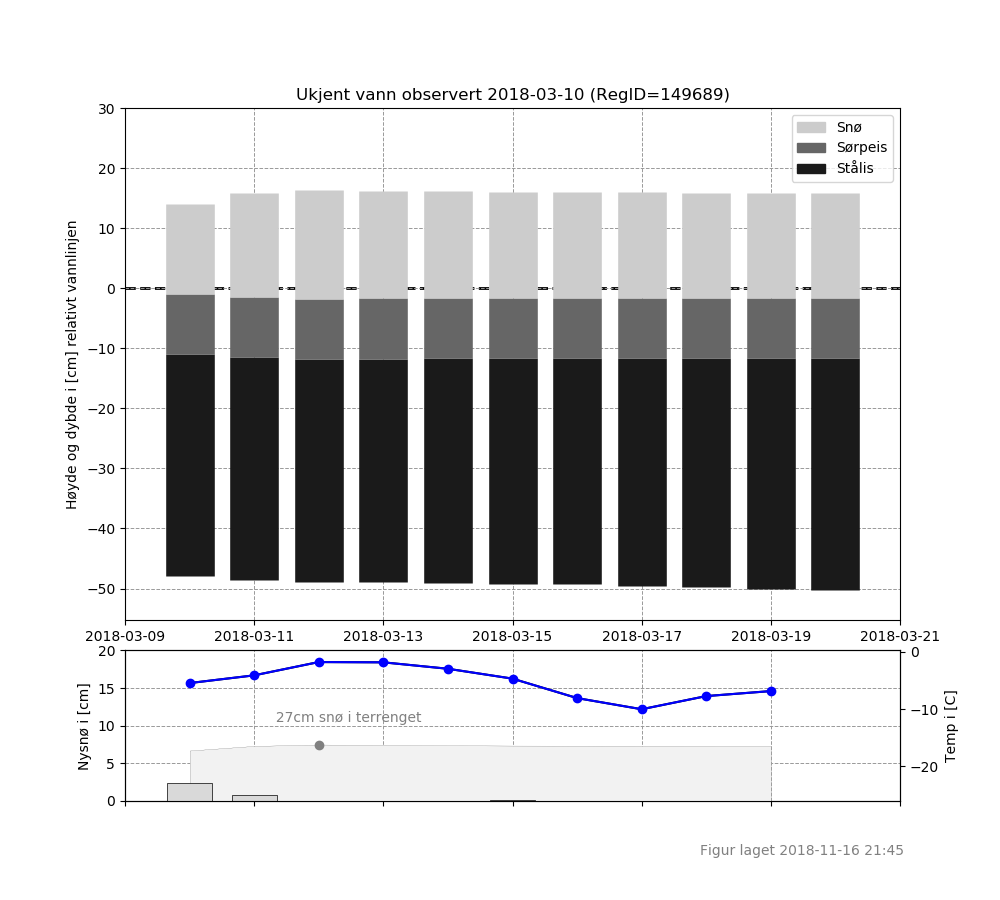 Ukjent vann observert 2018-03-10 (RegID=149689)
30
20
10
0
−10
−20
−30
−40
−50
Høyde og dybde i [cm] relativt vannlinjen
Snø
Sørpeis
Stålis
2018-03-09 2018-03-11 2018-03-13 2018-03-15 2018-03-17 2018-03-19 2018-03-21
20
15
10
5
0
Nysnø i [cm]
27cm snø i terrenget
0
−10
−20
Temp i [C]
Figur laget 2018-11-16 21:45